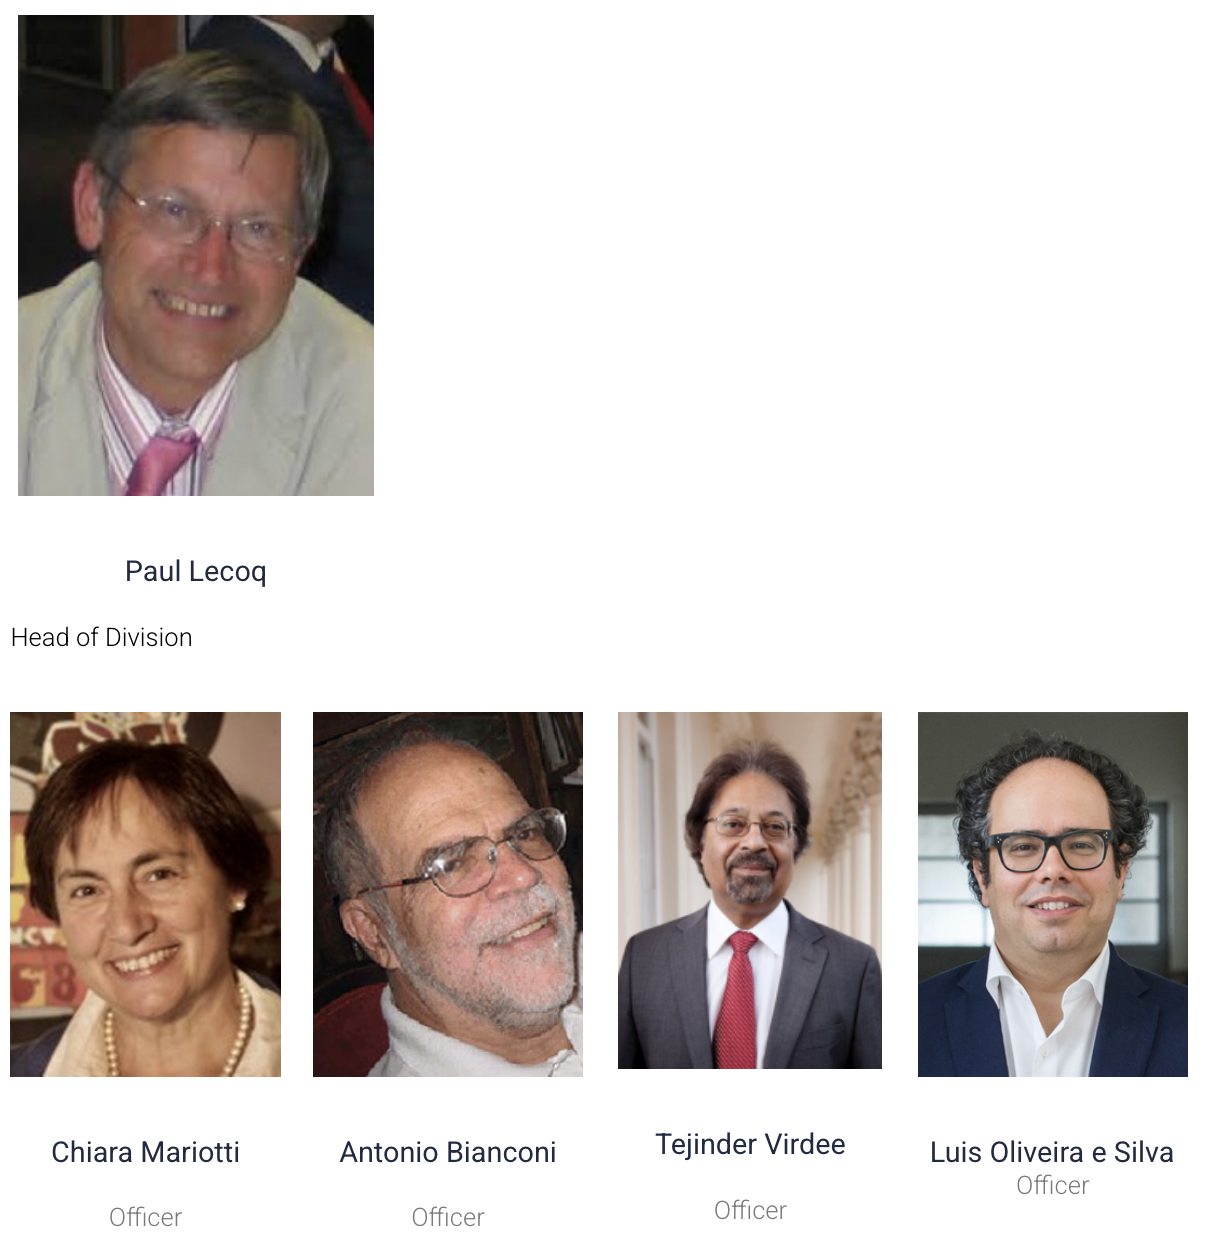 Paul Lecoq
Head of Division
Chiara Mariotti
Antonio Bianconi
Tejinder Virdee
Luis Oliveira e Silva
Officer
Officer
Officer
Officer